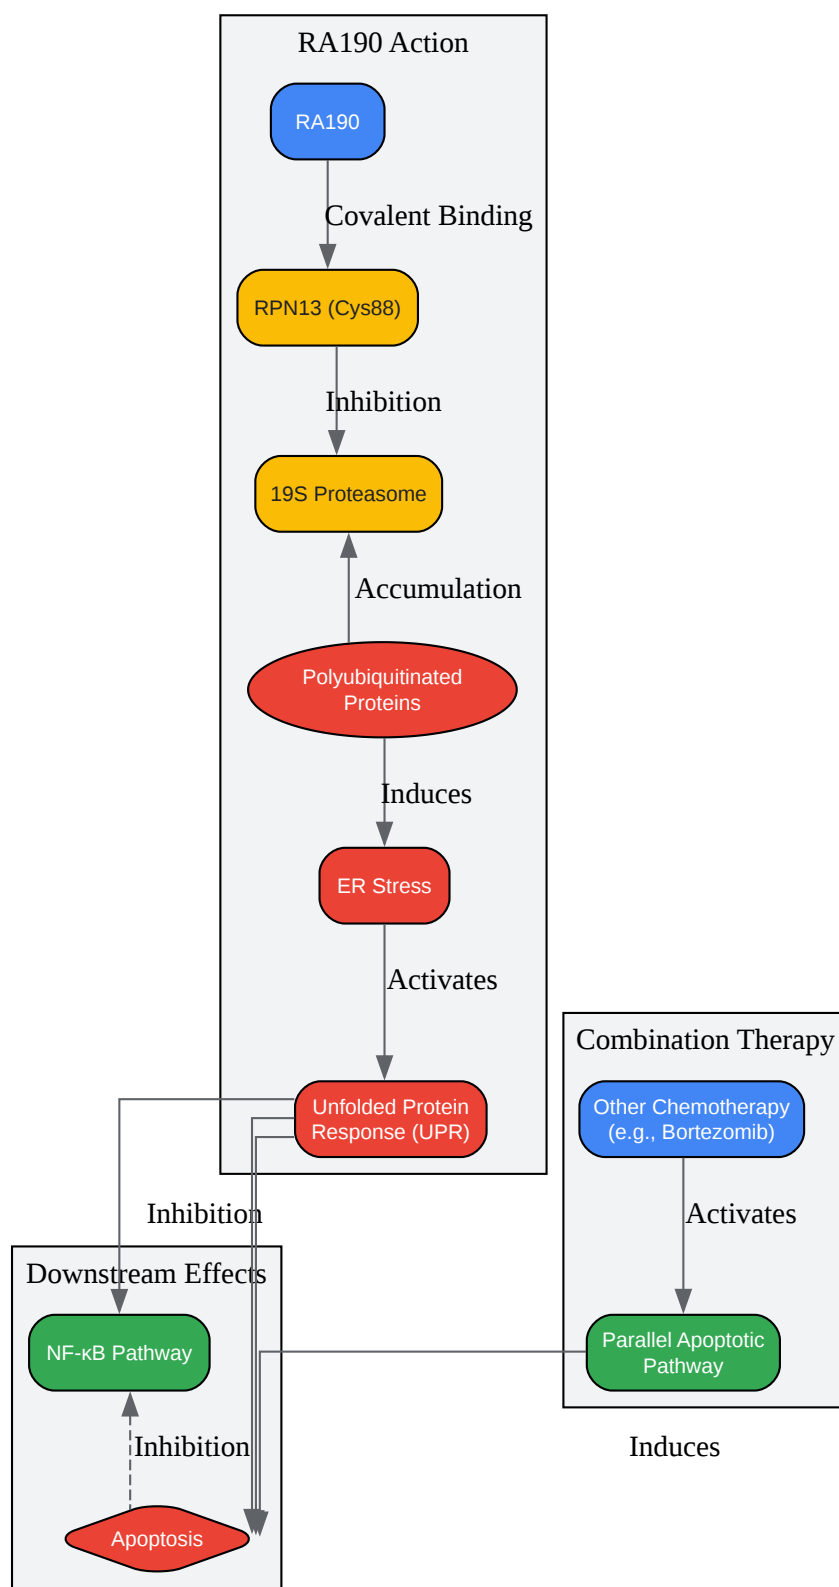 RA190 Action
RA190
Covalent Binding
RPN13 (Cys88)
Inhibition
19S Proteasome
Accumulation
Polyubiquitinated
Proteins
Induces
ER Stress
Activates
Unfolded Protein
Response (UPR)
Combination Therapy
Other Chemotherapy
(e.g., Bortezomib)
Activates
Parallel Apoptotic
Pathway
Induces
Inhibition
Downstream Effects
NF-κB Pathway
Inhibition
Apoptosis